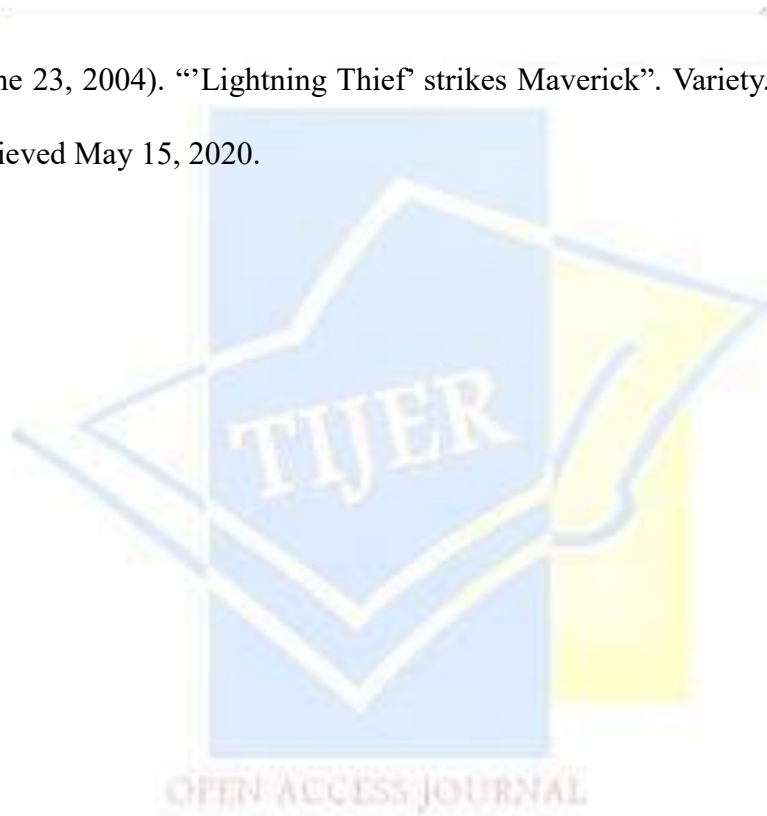 ne 23, 2004). “’Lightning Thief’ strikes Maverick”. Variety.
ieved May 15, 2020.
TIJER
OPEN ACCESS JOURNAL